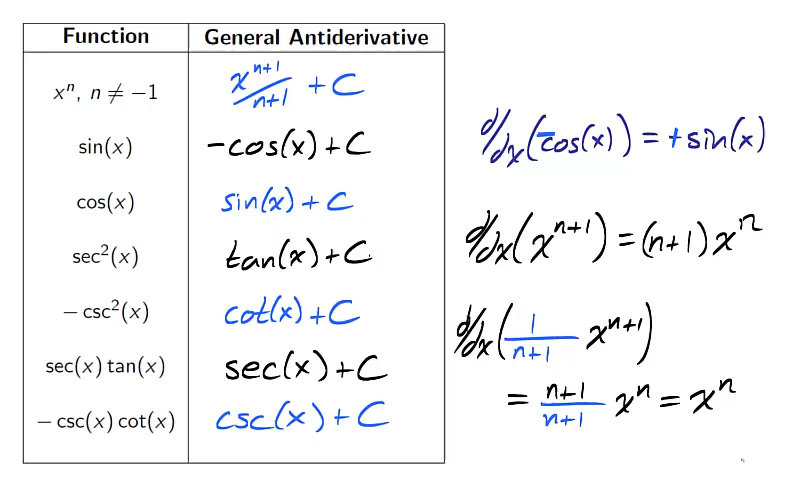 Function General Antiderivative
xⁿ, n ≠ −1 xⁿ⁺¹/n+1 + C
sin(x) -cos(x) + C
cos(x) sin(x) + C
sec²(x) tan(x) + C
− csc²(x) cot(x) + C
sec(x) tan(x) sec(x) + C
− csc(x) cot(x) csc(x) + C
d/dx(-cos(x)) = +sin(x)
d/dx(xⁿ⁺¹) = (n+1) xⁿ
d/dx(1/n+1 xⁿ⁺¹)
= n+1/n+1 xⁿ = xⁿ